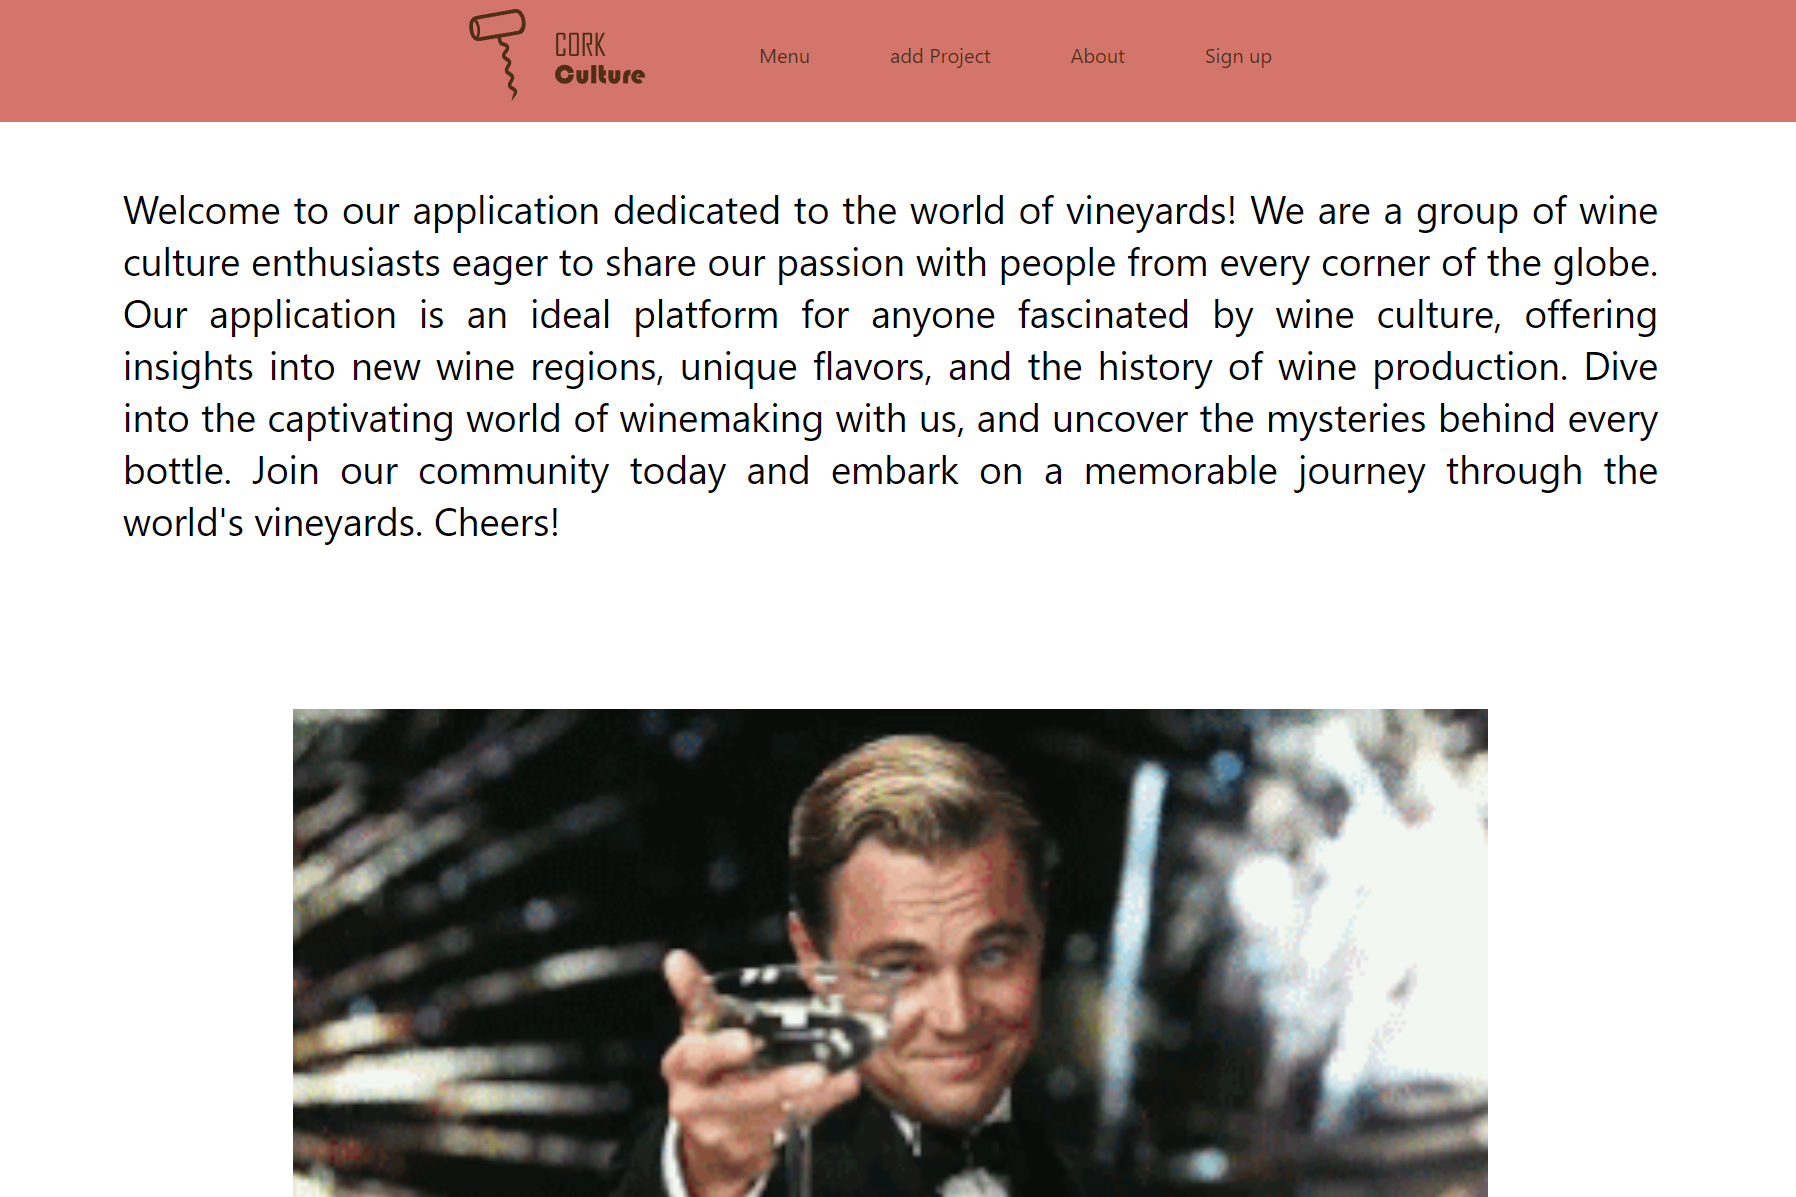 CORK
Culture
Menu
add Project
About
Sign up
Welcome to our application dedicated to the world of vineyards! We are a group of wine
culture enthusiasts eager to share our passion with people from every corner of the globe.
Our application is an ideal platform for anyone fascinated by wine culture, offering
insights into new wine regions, unique flavors, and the history of wine production. Dive
into the captivating world of winemaking with us, and uncover the mysteries behind every
bottle. Join our community today and embark on a memorable journey through the
world's vineyards. Cheers!